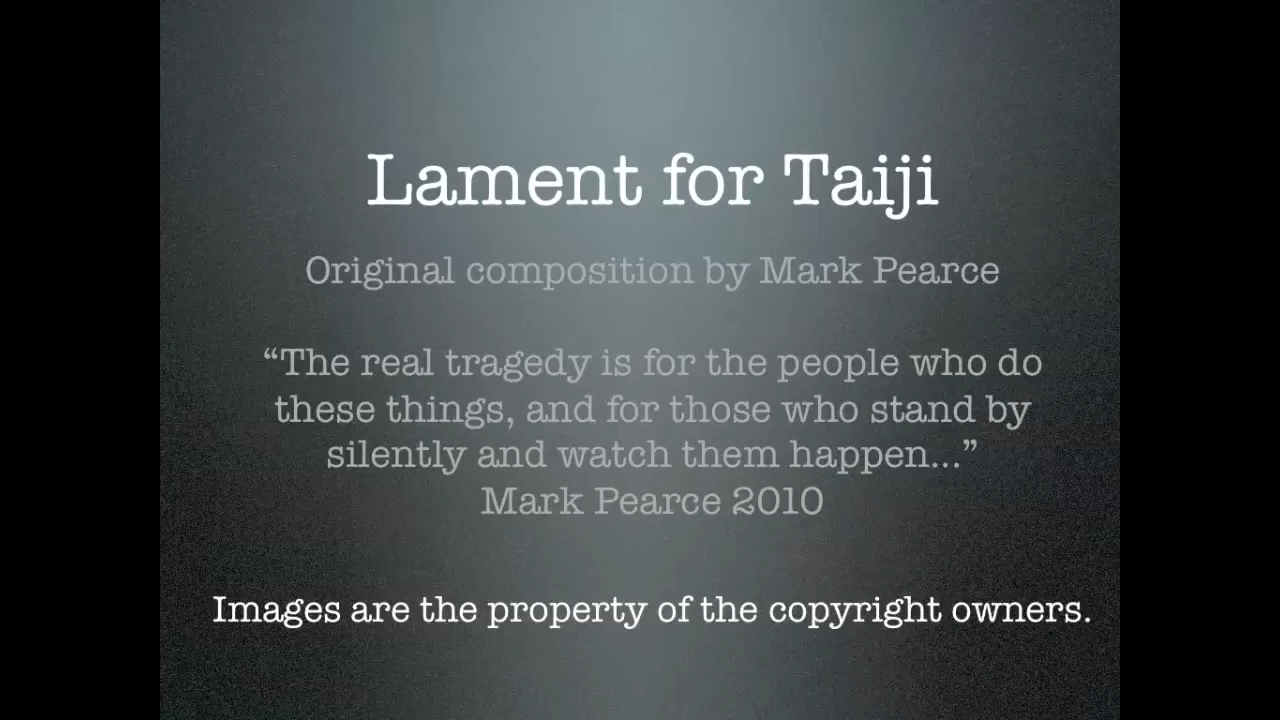 Lament for Taiji
Original composition by Mark Pearce
“The real tragedy is for the people who do
these things, and for those who stand by
silently and watch them happen...”
Mark Pearce 2010
Images are the property of the copyright owners.